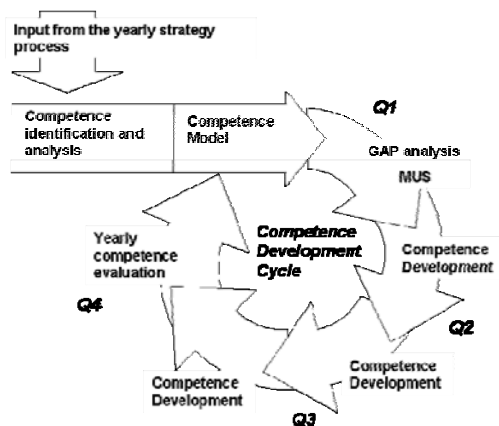 Input from the yearly strategy
process
Competence
identification and
analysis
Competence
Model
Q1
GAP analysis
MUS
Competence
Development
Cycle
Competence
Development
Q2
Competence
Development
Q3
Competence
Development
Q4
Yearly
competence
evaluation